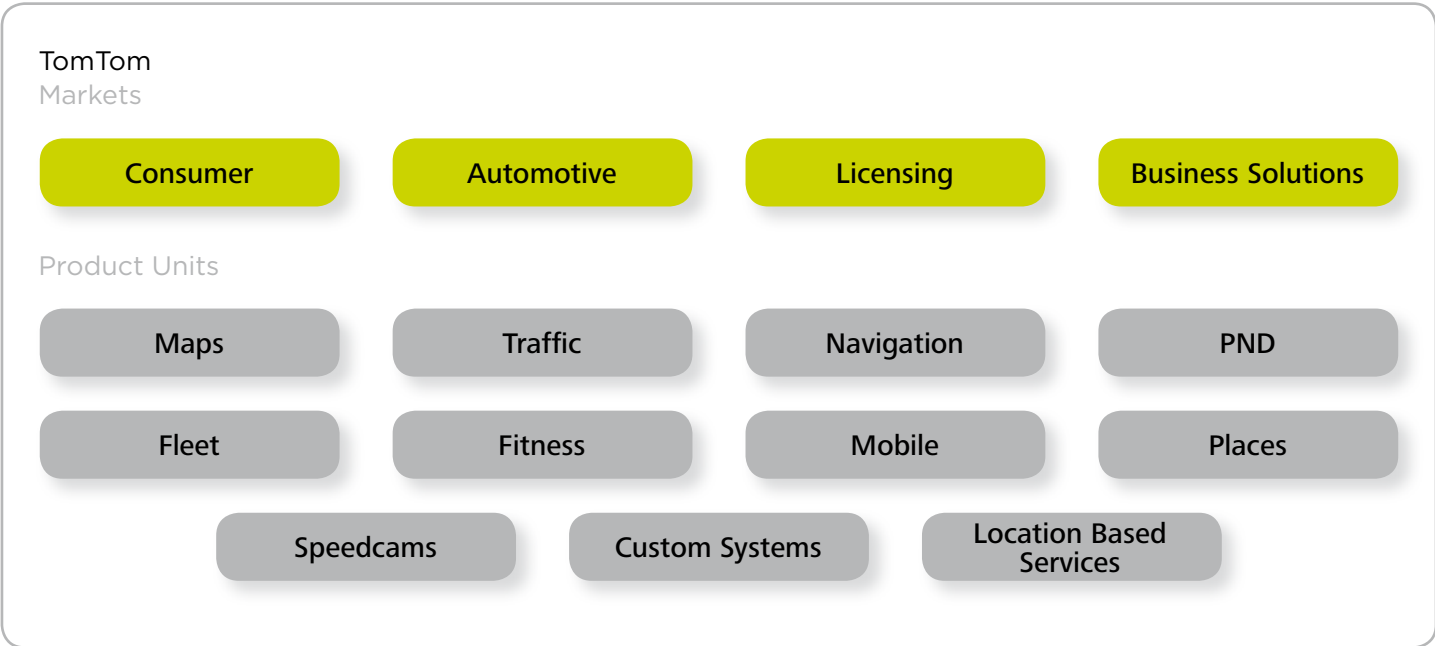 TomTom
Markets
Consumer
Automotive
Licensing
Business Solutions
Product Units
Maps
Traffic
Navigation
PND
Fleet
Fitness
Mobile
Places
Speedcams
Custom Systems
Location Based
Services